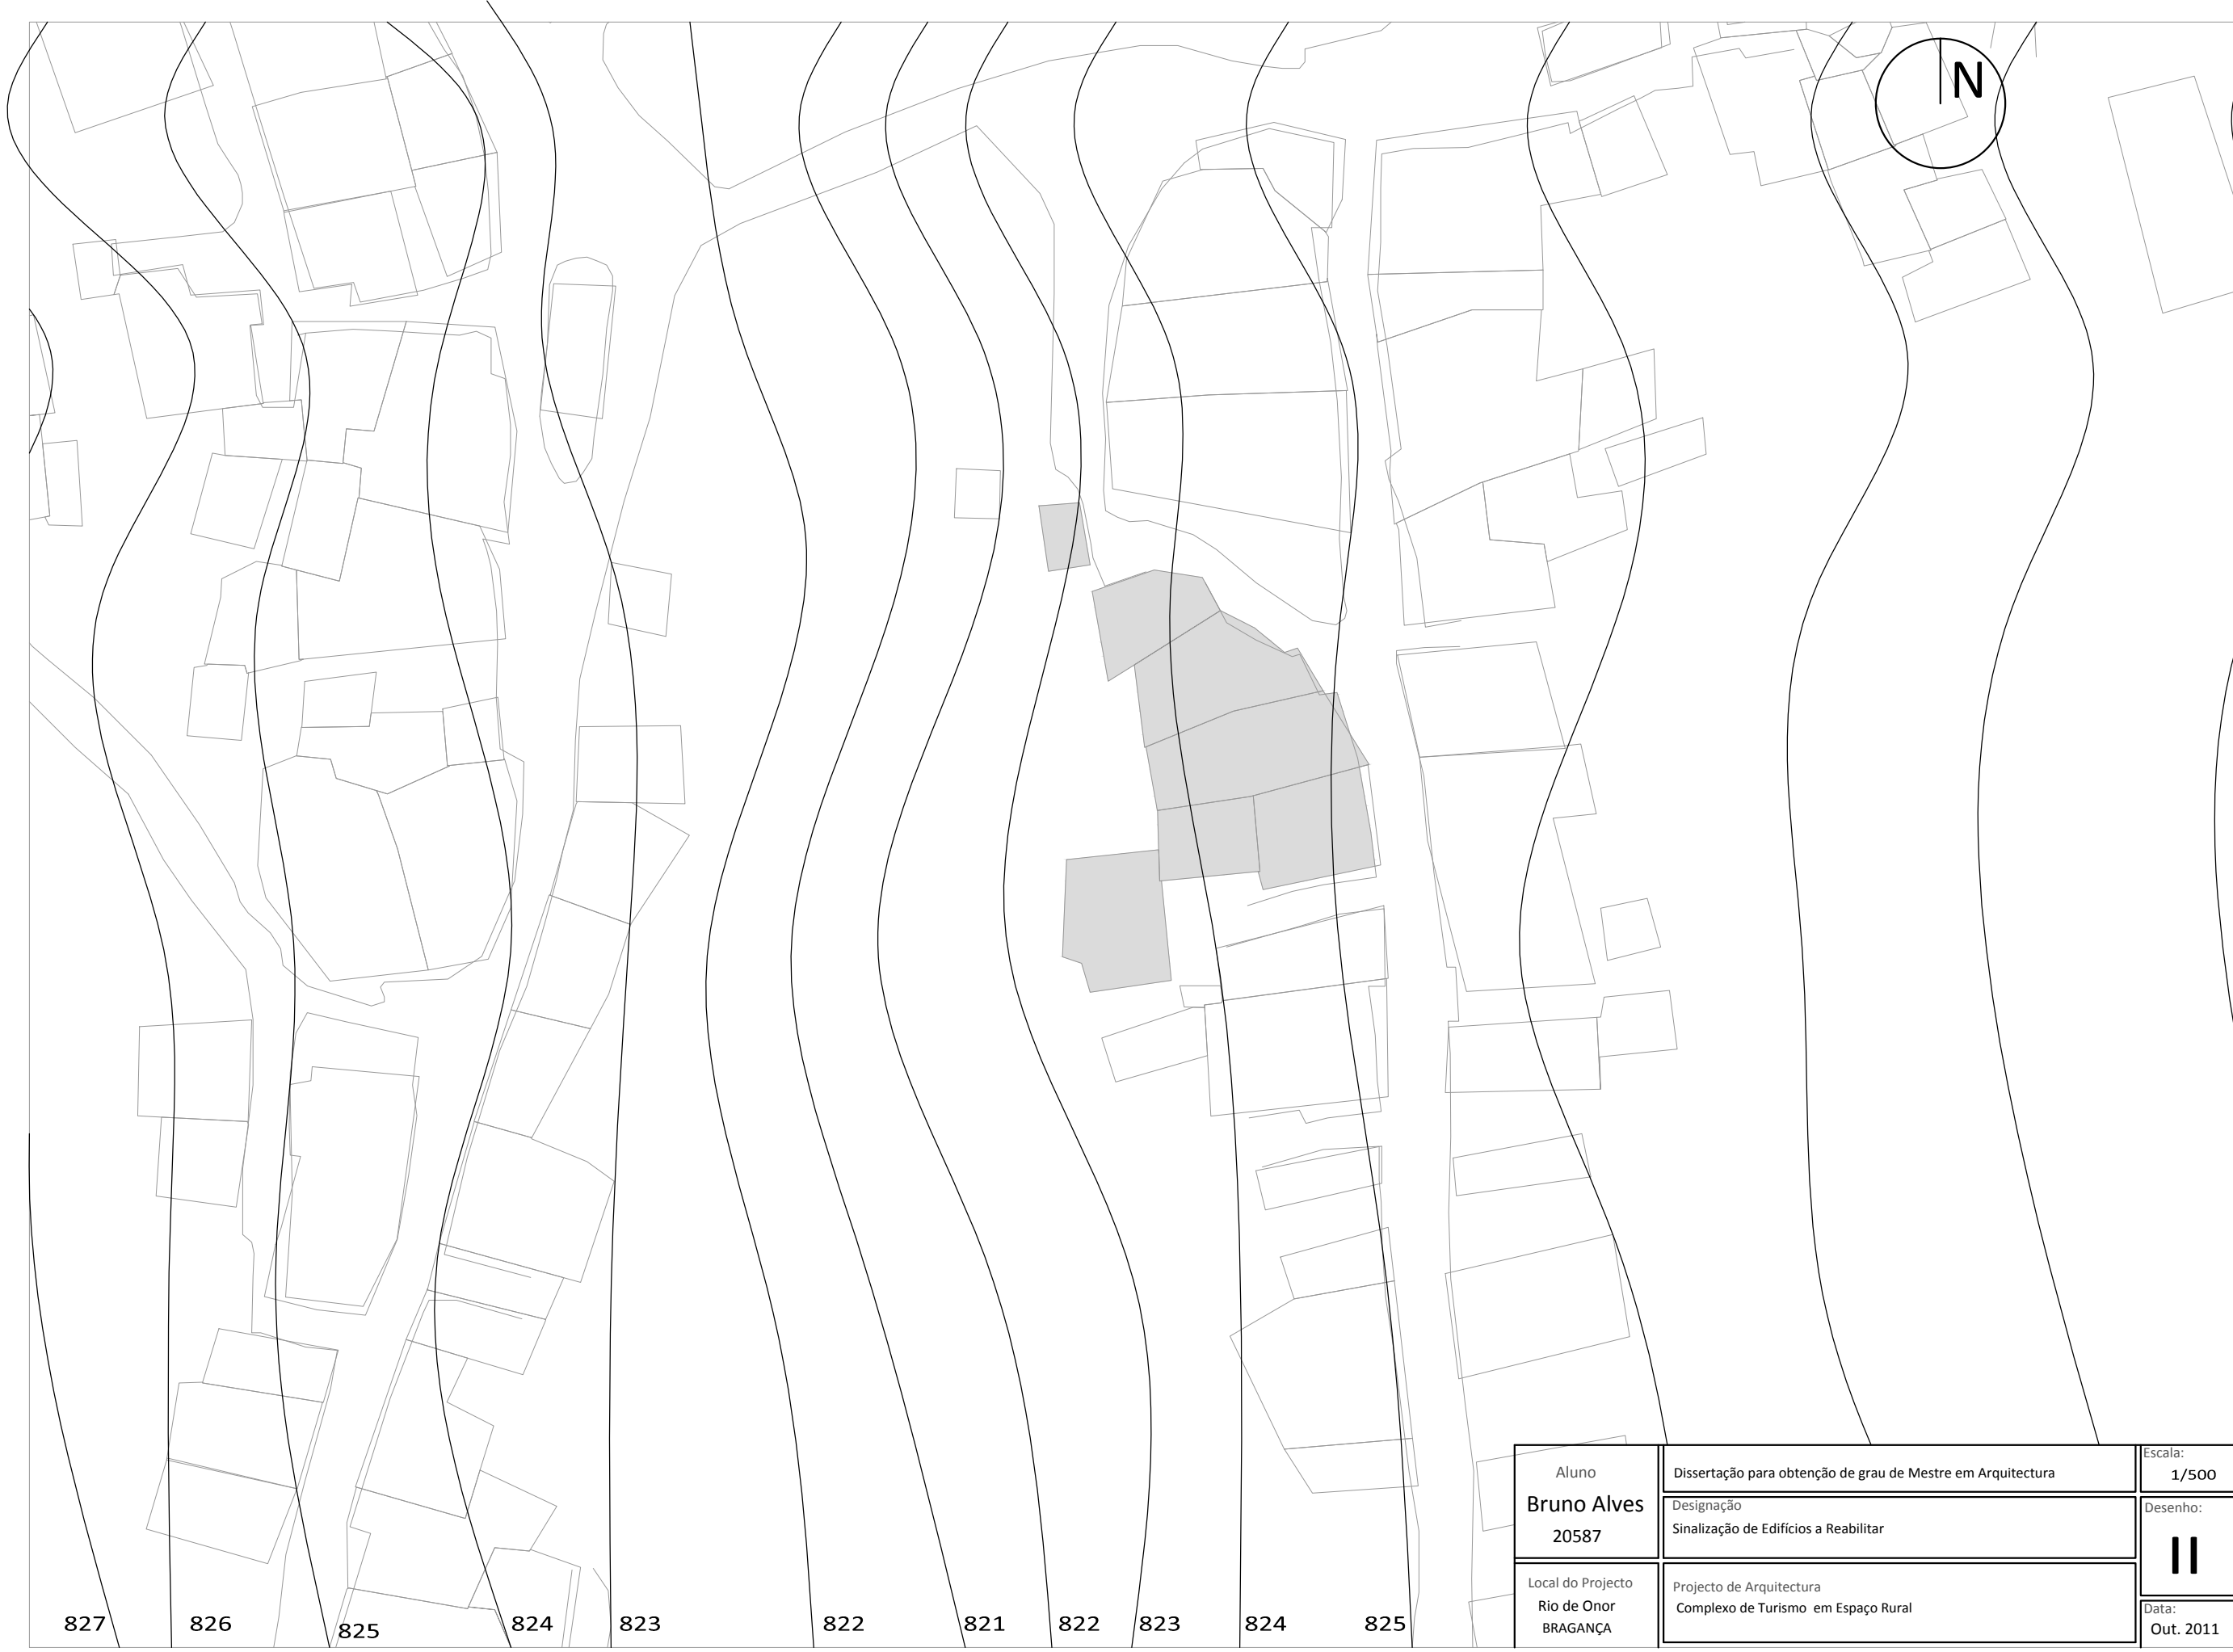 N
827 826 825 824 823 822 821 822 823 824 825
Aluno
Bruno Alves
20587
Dissertação para obtenção de grau de Mestre em Arquitectura
Escala:
1/500
Designação
Sinalização de Edifícios a Reabilitar
Desenho:
II
Local do Projecto
Rio de Onor
BRAGANÇA
Projecto de Arquitectura
Complexo de Turismo em Espaço Rural
Data:
Out. 2011